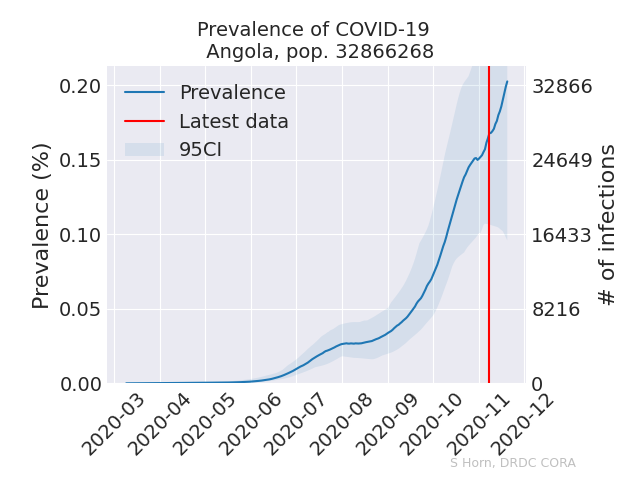 Prevalence of COVID-19
Angola, pop. 32866268
Prevalence
Latest data
95CI
Prevalence (%)
0.20
0.15
0.10
0.05
0.00
32866
24649
16433
8216
0
# of infections
2020-03
2020-04
2020-05
2020-06
2020-07
2020-08
2020-09
2020-10
2020-11
2020-12
S Horn, DRDC CORA